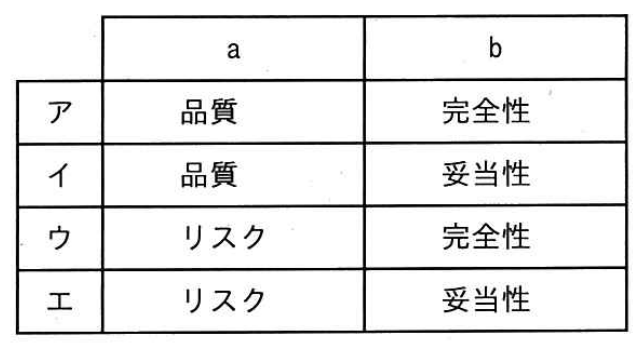 a b
ア 品質 完全性
イ 品質 妥当性
ウ リスク 完全性
エ リスク 妥当性